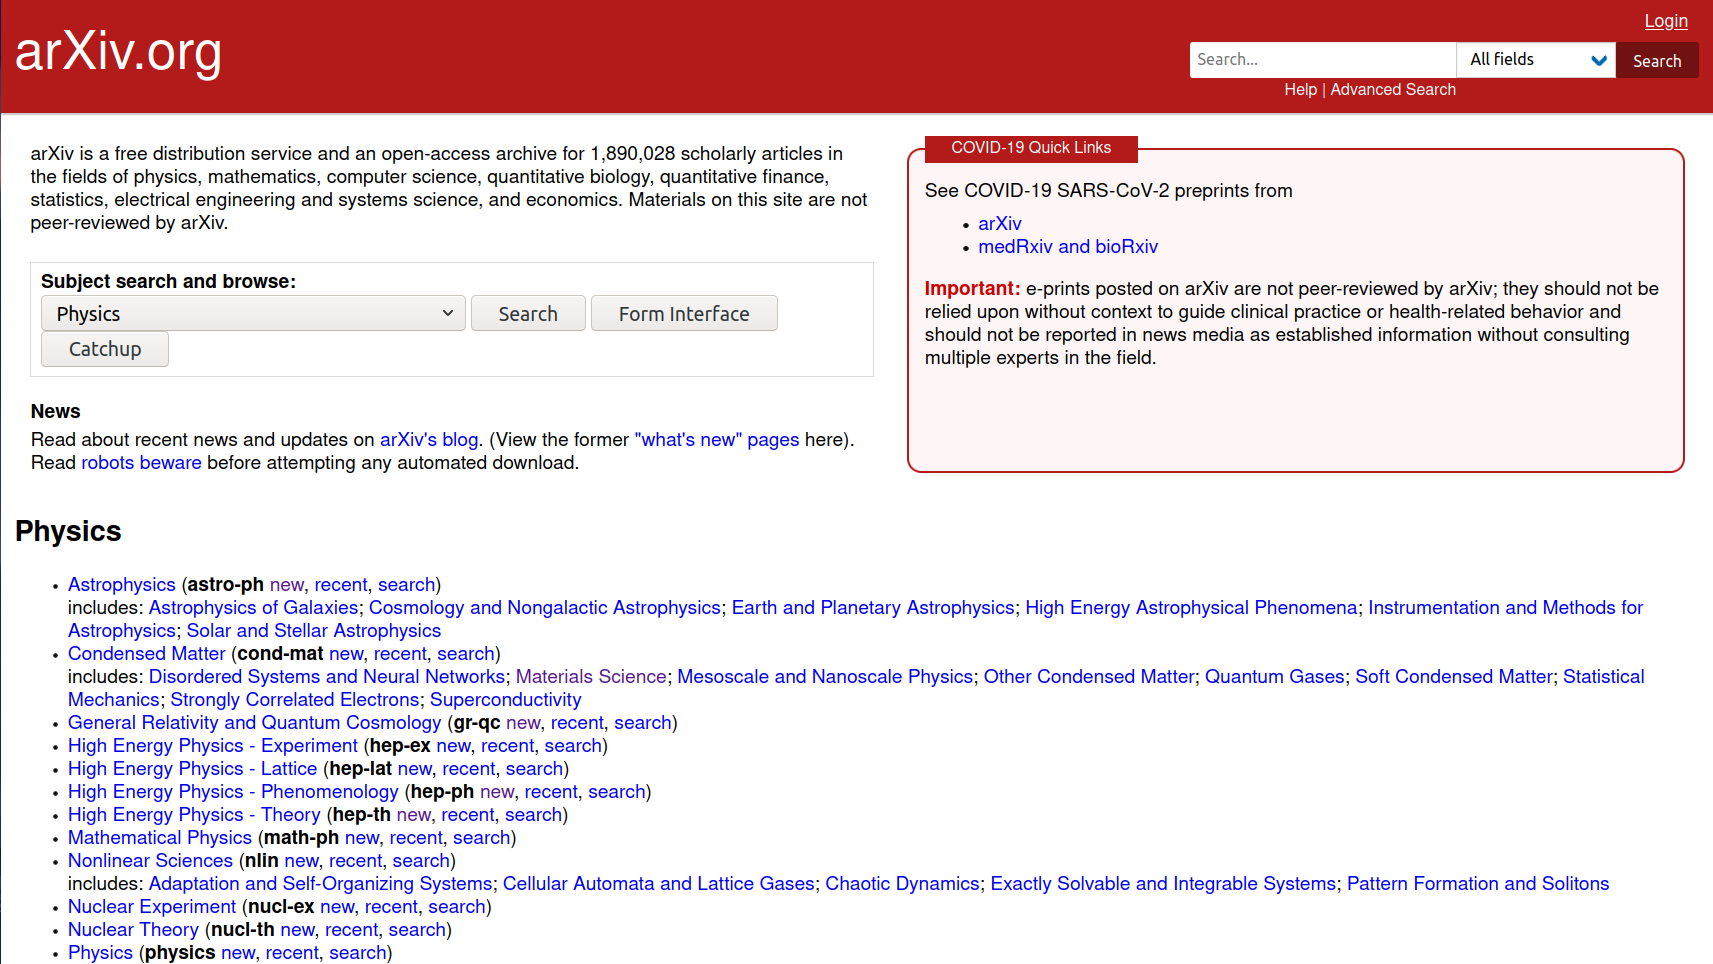 arXiv.org
Login
Search...
All fields
Search
Help | Advanced Search
arXiv is a free distribution service and an open-access archive for 1,890,028 scholarly articles in
the fields of physics, mathematics, computer science, quantitative biology, quantitative finance,
statistics, electrical engineering and systems science, and economics. Materials on this site are not
peer-reviewed by arXiv.
Subject search and browse:
Physics
Search
Form Interface
Catchup
News
Read about recent news and updates on arXiv's blog. (View the former "what's new" pages here).
Read robots beware before attempting any automated download.
COVID-19 Quick Links
See COVID-19 SARS-CoV-2 preprints from
• arXiv
• medRxiv and bioRxiv
Important: e-prints posted on arXiv are not peer-reviewed by arXiv; they should not be
relied upon without context to guide clinical practice or health-related behavior and
should not be reported in news media as established information without consulting
multiple experts in the field.
Physics
• Astrophysics (astro-ph new, recent, search)
includes: Astrophysics of Galaxies; Cosmology and Nongalactic Astrophysics; Earth and Planetary Astrophysics; High Energy Astrophysical Phenomena; Instrumentation and Methods for
Astrophysics; Solar and Stellar Astrophysics
• Condensed Matter (cond-mat new, recent, search)
includes: Disordered Systems and Neural Networks; Materials Science; Mesoscale and Nanoscale Physics; Other Condensed Matter; Quantum Gases; Soft Condensed Matter; Statistical
Mechanics; Strongly Correlated Electrons; Superconductivity
• General Relativity and Quantum Cosmology (gr-qc new, recent, search)
• High Energy Physics - Experiment (hep-ex new, recent, search)
• High Energy Physics - Lattice (hep-lat new, recent, search)
• High Energy Physics - Phenomenology (hep-ph new, recent, search)
• High Energy Physics - Theory (hep-th new, recent, search)
• Mathematical Physics (math-ph new, recent, search)
• Nonlinear Sciences (nlin new, recent, search)
includes: Adaptation and Self-Organizing Systems; Cellular Automata and Lattice Gases; Chaotic Dynamics; Exactly Solvable and Integrable Systems; Pattern Formation and Solitons
• Nuclear Experiment (nucl-ex new, recent, search)
• Nuclear Theory (nucl-th new, recent, search)
• Physics (physics new, recent, search)